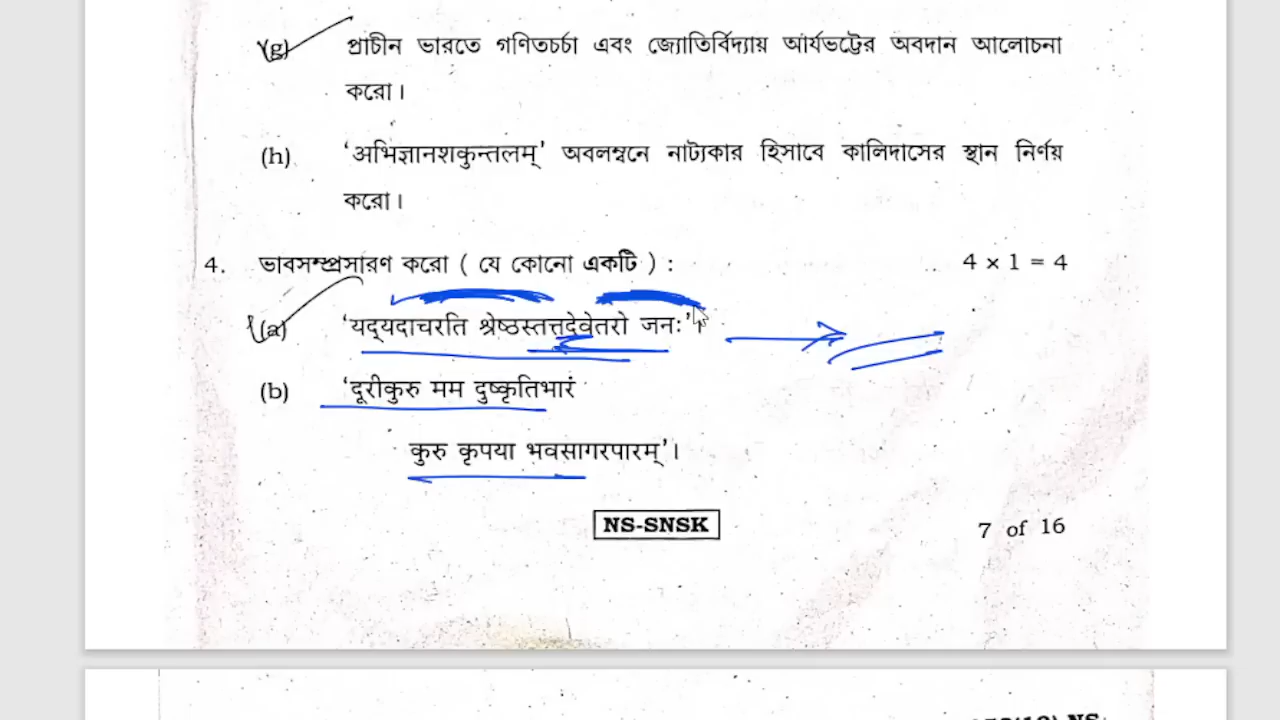 (g) প্রাচীন ভারতে গণিতচর্চা এবং জ্যোতির্বিদ্যায় আর্যভট্টের অবদান আলোচনা
করো।
(h) 'अभिज्ञानशकुन्तलम्' অবলম্বনে নাট্যকার হিসাবে কালিদাসের স্থান নির্ণয়
করো।
4. ভাবসম্প্রসারণ করো ( যে কোনো একটি ) : 4 x 1 = 4
(a) 'यद्यदाचरति श्रेष्ठस्तत्तदेवेतरो जनः'।
(b) 'दूरीकुरु मम दुष्कृतिभारं
कुरु कृपया भवसागरपारम्'।
NS-SNSK
7 of 16